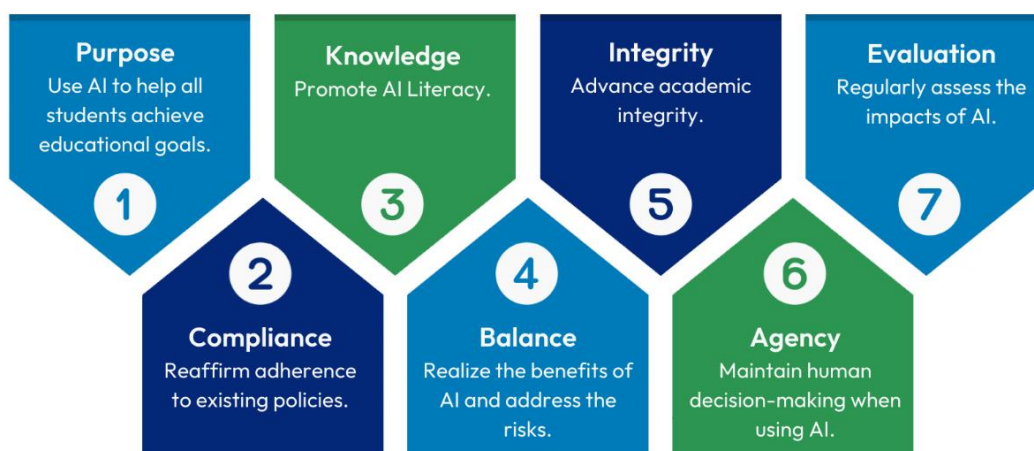 Purpose
Use AI to help all
students achieve
educational goals.
1
2
Compliance
Reaffirm adherence
to existing policies.
Knowledge
Promote AI Literacy.
3
4
Balance
Realize the benefits of
AI and address the
risks.
Integrity
Advance academic
integrity.
5
6
Agency
Maintain human
decision-making when
using AI.
Evaluation
Regularly assess the
impacts of AI.
7